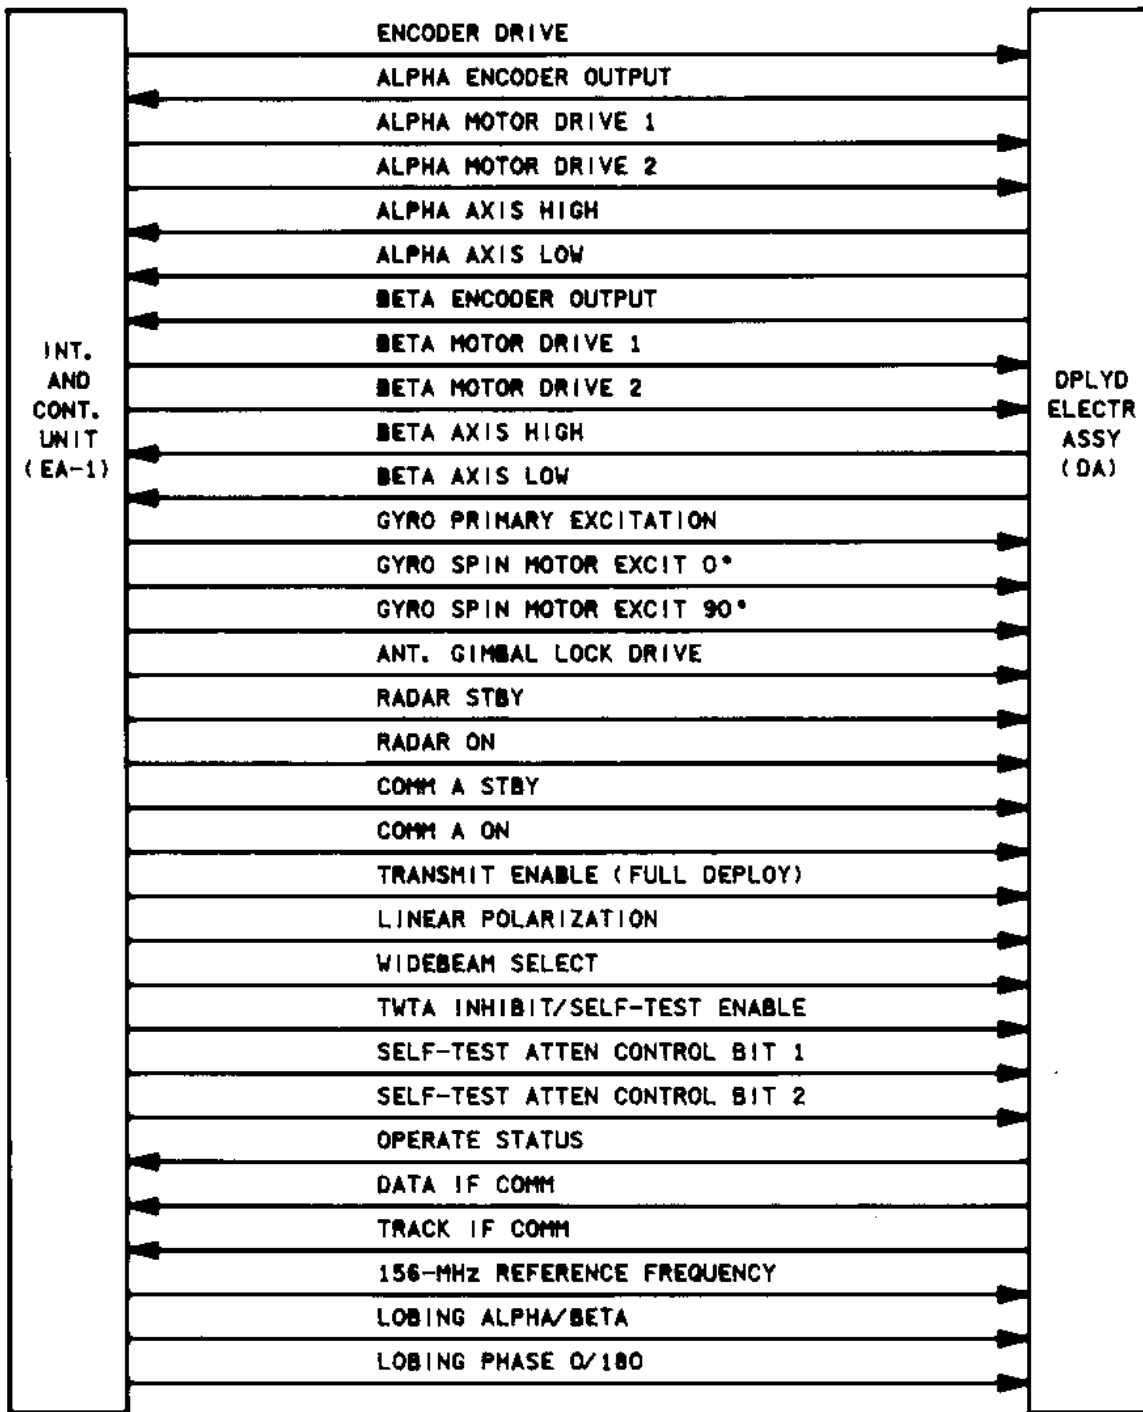 ENCODER DRIVE
ALPHA ENCODER OUTPUT
ALPHA MOTOR DRIVE 1
ALPHA MOTOR DRIVE 2
ALPHA AXIS HIGH
ALPHA AXIS LOW
BETA ENCODER OUTPUT
BETA MOTOR DRIVE 1
BETA MOTOR DRIVE 2
BETA AXIS HIGH
BETA AXIS LOW
GYRO PRIMARY EXCITATION
GYRO SPIN MOTOR EXCIT 0°
GYRO SPIN MOTOR EXCIT 90°
ANT. GIMBAL LOCK DRIVE
RADAR STBY
RADAR ON
COMM A STBY
COMM A ON
TRANSMIT ENABLE (FULL DEPLOY)
LINEAR POLARIZATION
WIDEBEAM SELECT
TWTA INHIBIT/SELF-TEST ENABLE
SELF-TEST ATTEN CONTROL BIT 1
SELF-TEST ATTEN CONTROL BIT 2
OPERATE STATUS
DATA IF COMM
TRACK IF COMM
156-MHz REFERENCE FREQUENCY
LOBING ALPHA/BETA
LOBING PHASE 0/180
INT.
AND
CONT.
UNIT
(EA-1)
DPLYD
ELECTR
ASSY
(DA)